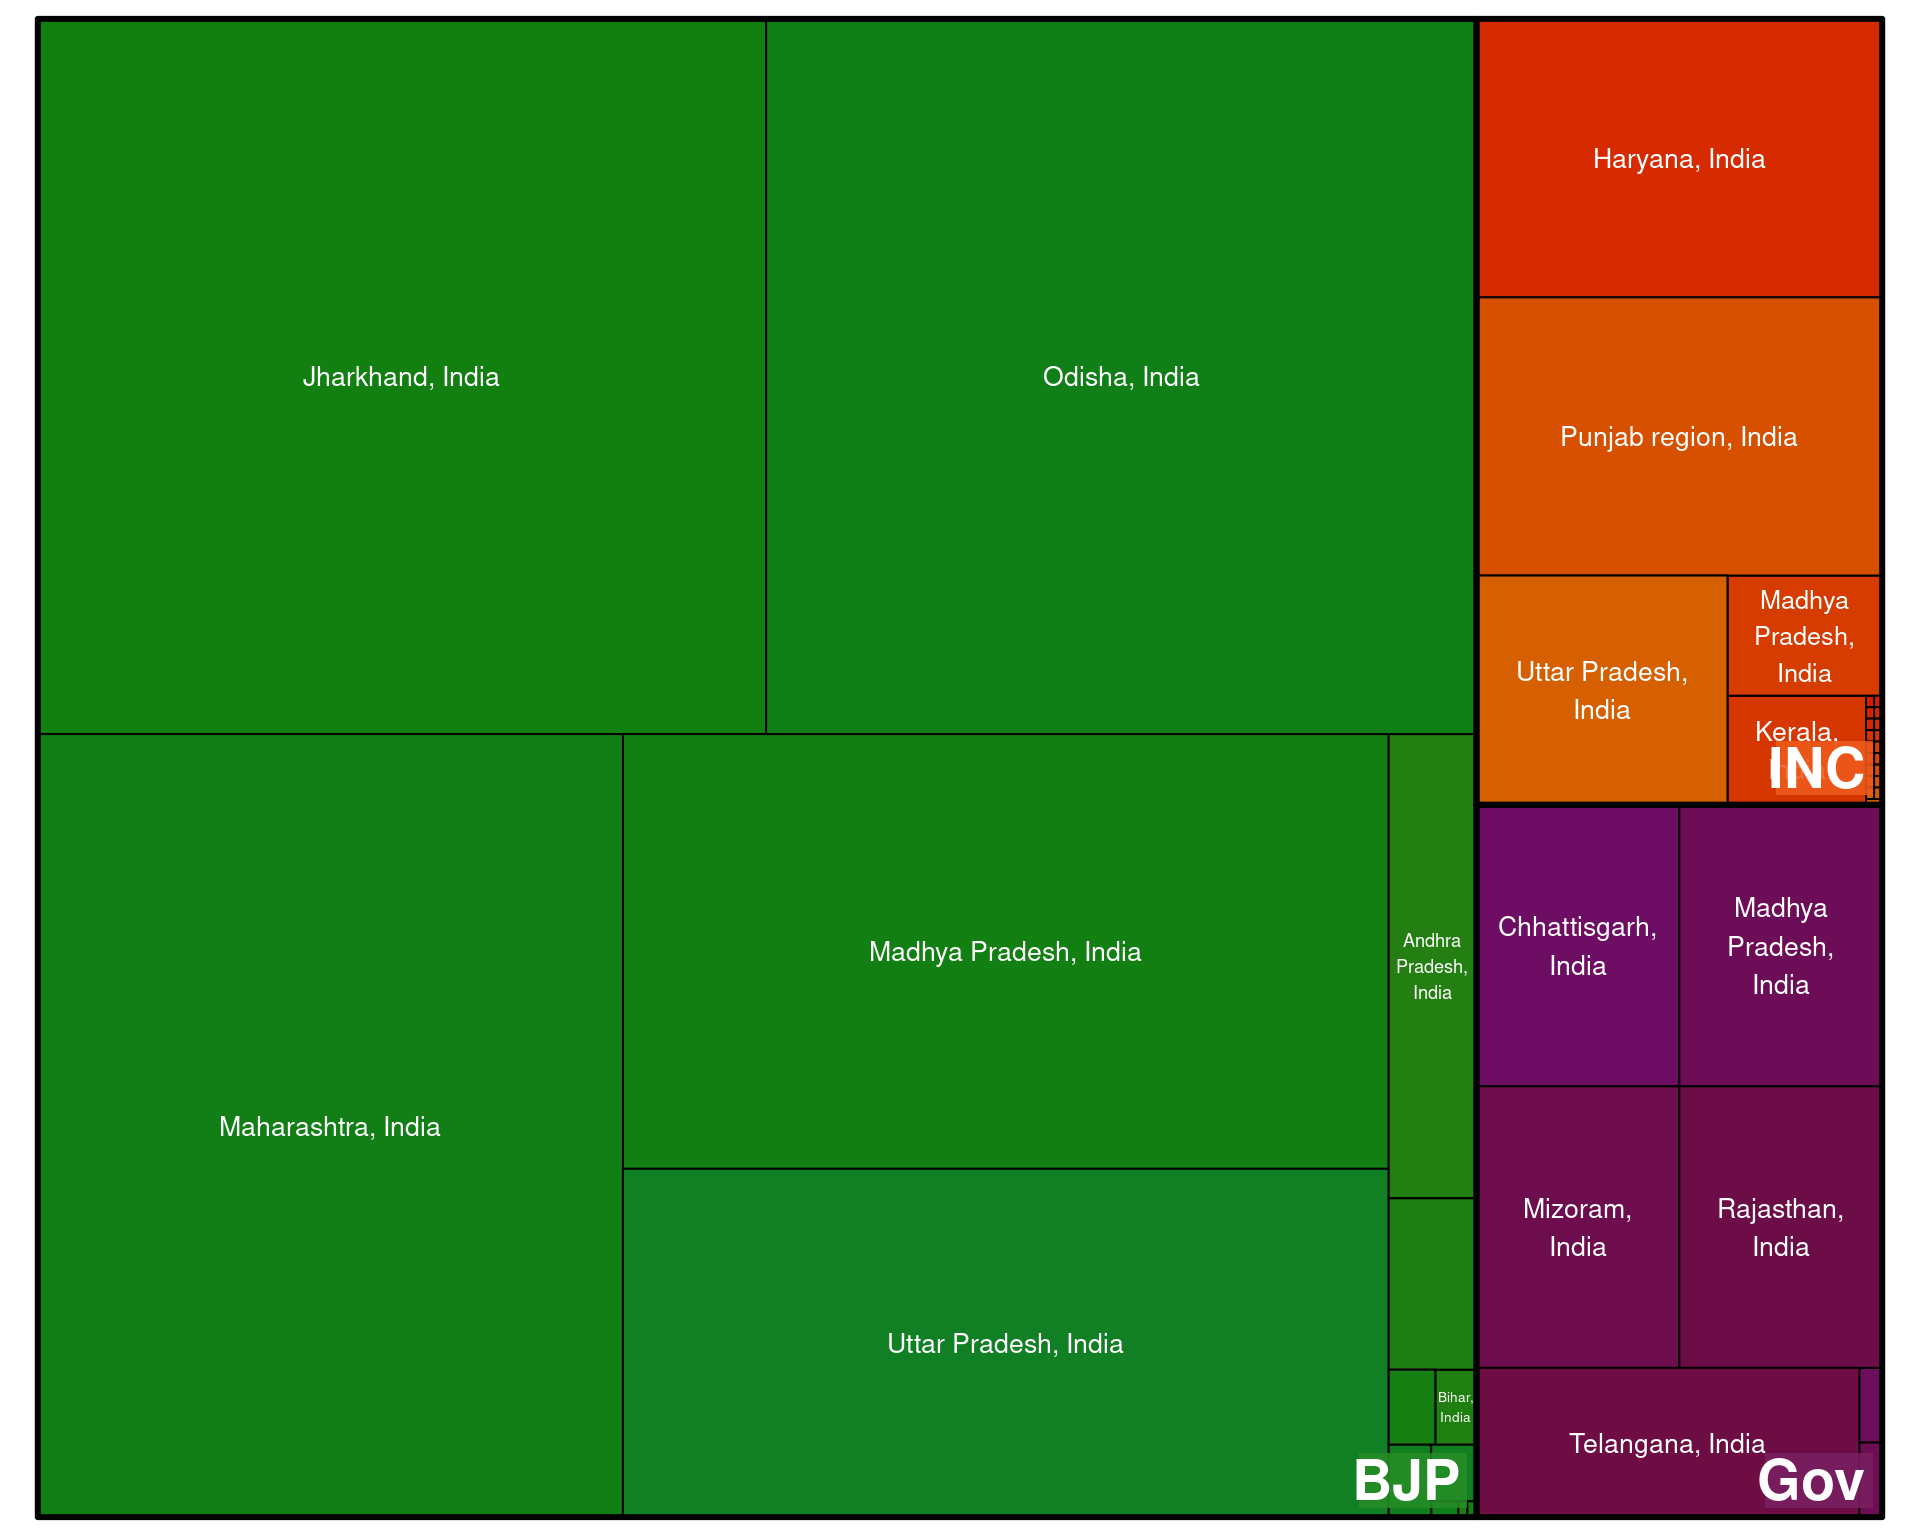 Jharkhand, India
Odisha, India
Haryana, India
Punjab region, India
Uttar Pradesh,
India
Madhya
Pradesh,
India
Kerala,
INC
Maharashtra, India
Madhya Pradesh, India
Andhra
Pradesh,
India
Uttar Pradesh, India
Bihar,
India
BJP
Chhattisgarh,
India
Madhya
Pradesh,
India
Mizoram,
India
Rajasthan,
India
Telangana, India
Gov